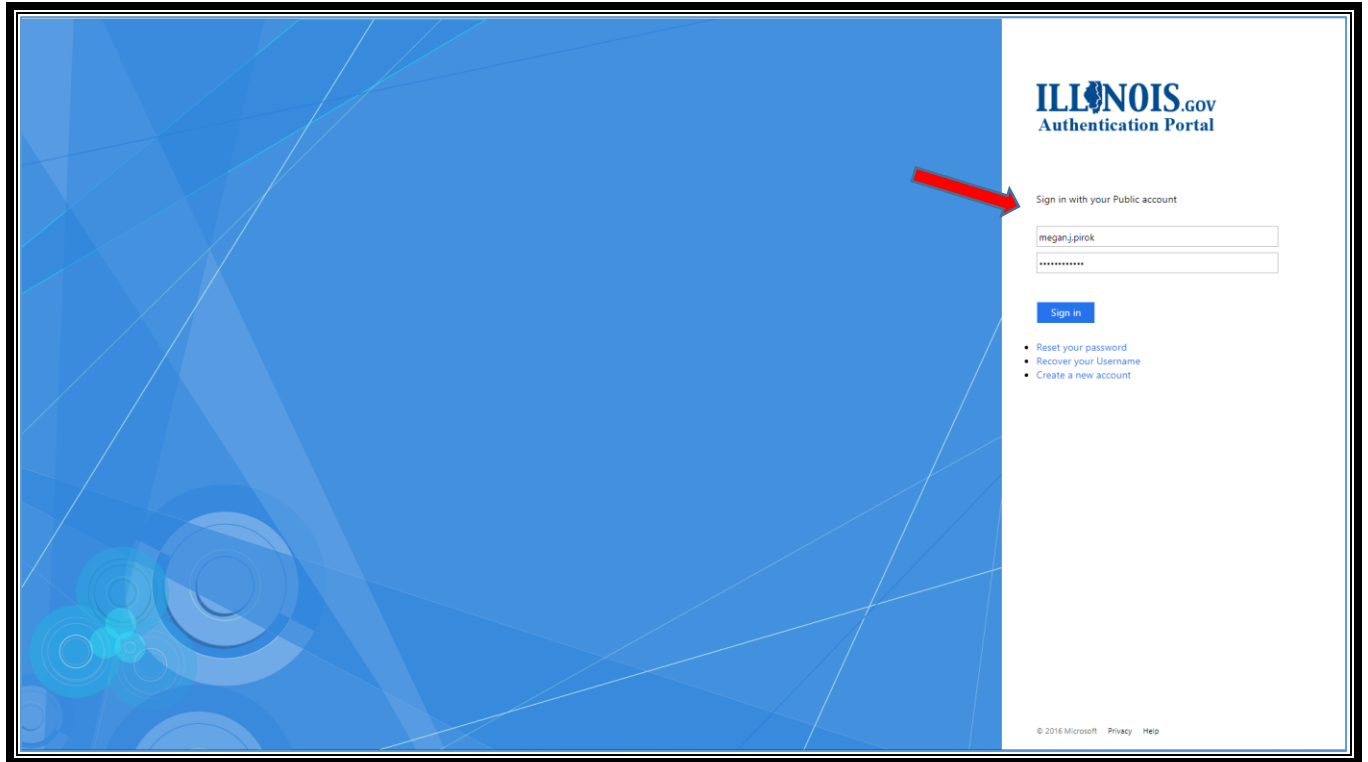 ILLINOIS.GOV
Authentication Portal
Sign in with your Public account
megan.j.pirok
••••••••••••
Sign in
Reset your password
Recover your Username
Create a new account
© 2016 Microsoft Privacy Help